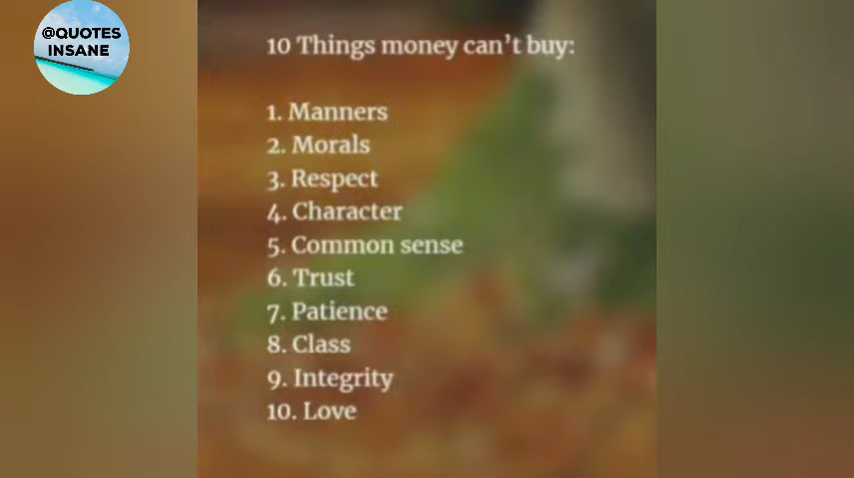 @QUOTES
INSANE
10 Things money can't buy:
1. Manners
2. Morals
3. Respect
4. Character
5. Common sense
6. Trust
7. Patience
8. Class
9. Integrity
10. Love